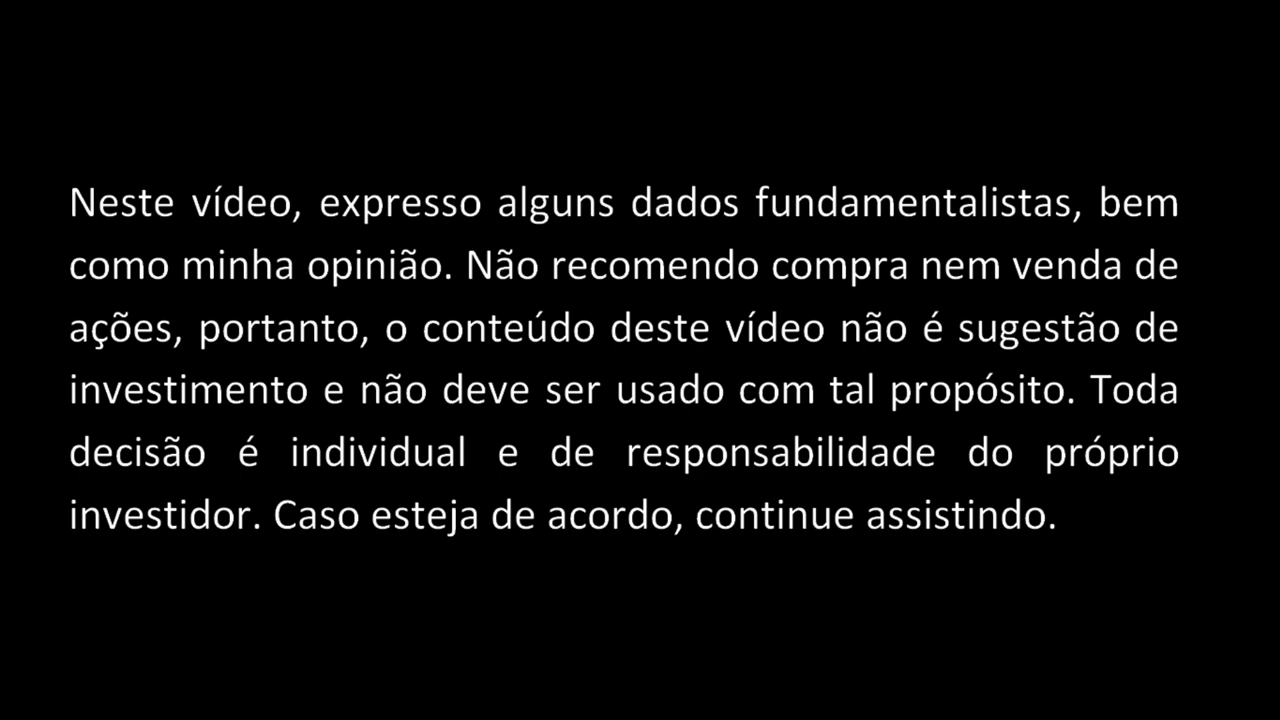 Neste vídeo, expresso alguns dados fundamentalistas, bem
como minha opinião. Não recomendo compra nem venda de
ações, portanto, o conteúdo deste vídeo não é sugestão de
investimento e não deve ser usado com tal propósito. Toda
decisão é individual e de responsabilidade do próprio
investidor. Caso esteja de acordo, continue assistindo.